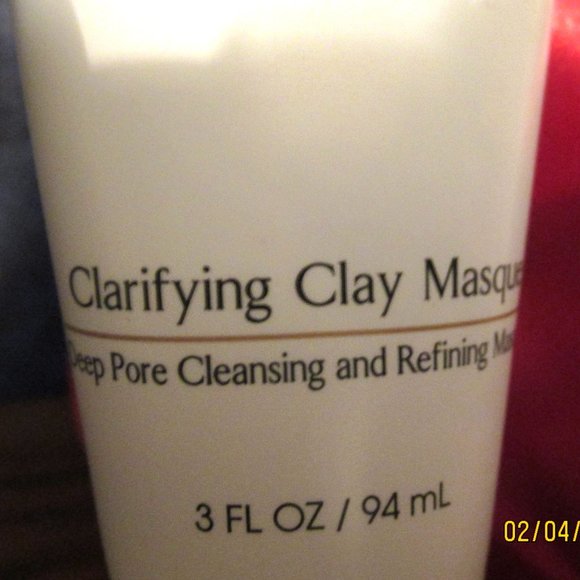 Clarifying Clay Masque
Deep Pore Cleansing and Refining
3 FL OZ / 94 mL
02/04/